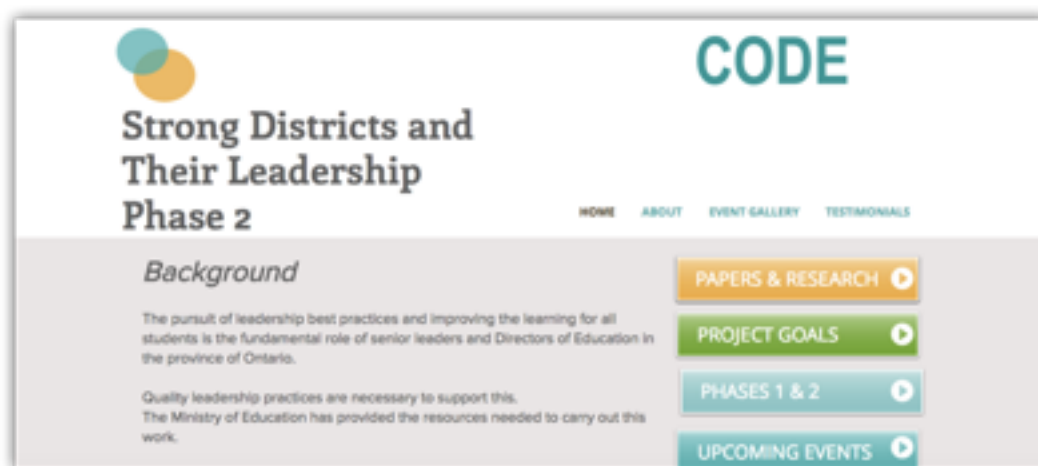 CODE
Strong Districts and
Their Leadership
Phase 2
HOME ABOUT EVENT GALLERY TESTIMONIALS
Background
The pursuit of leadership best practices and improving the learning for all
students is the fundamental role of senior leaders and Directors of Education in
the province of Ontario.
Quality leadership practices are necessary to support this.
The Ministry of Education has provided the resources needed to carry out this
work.
PAPERS & RESEARCH
PROJECT GOALS
PHASES 1 & 2
UPCOMING EVENTS